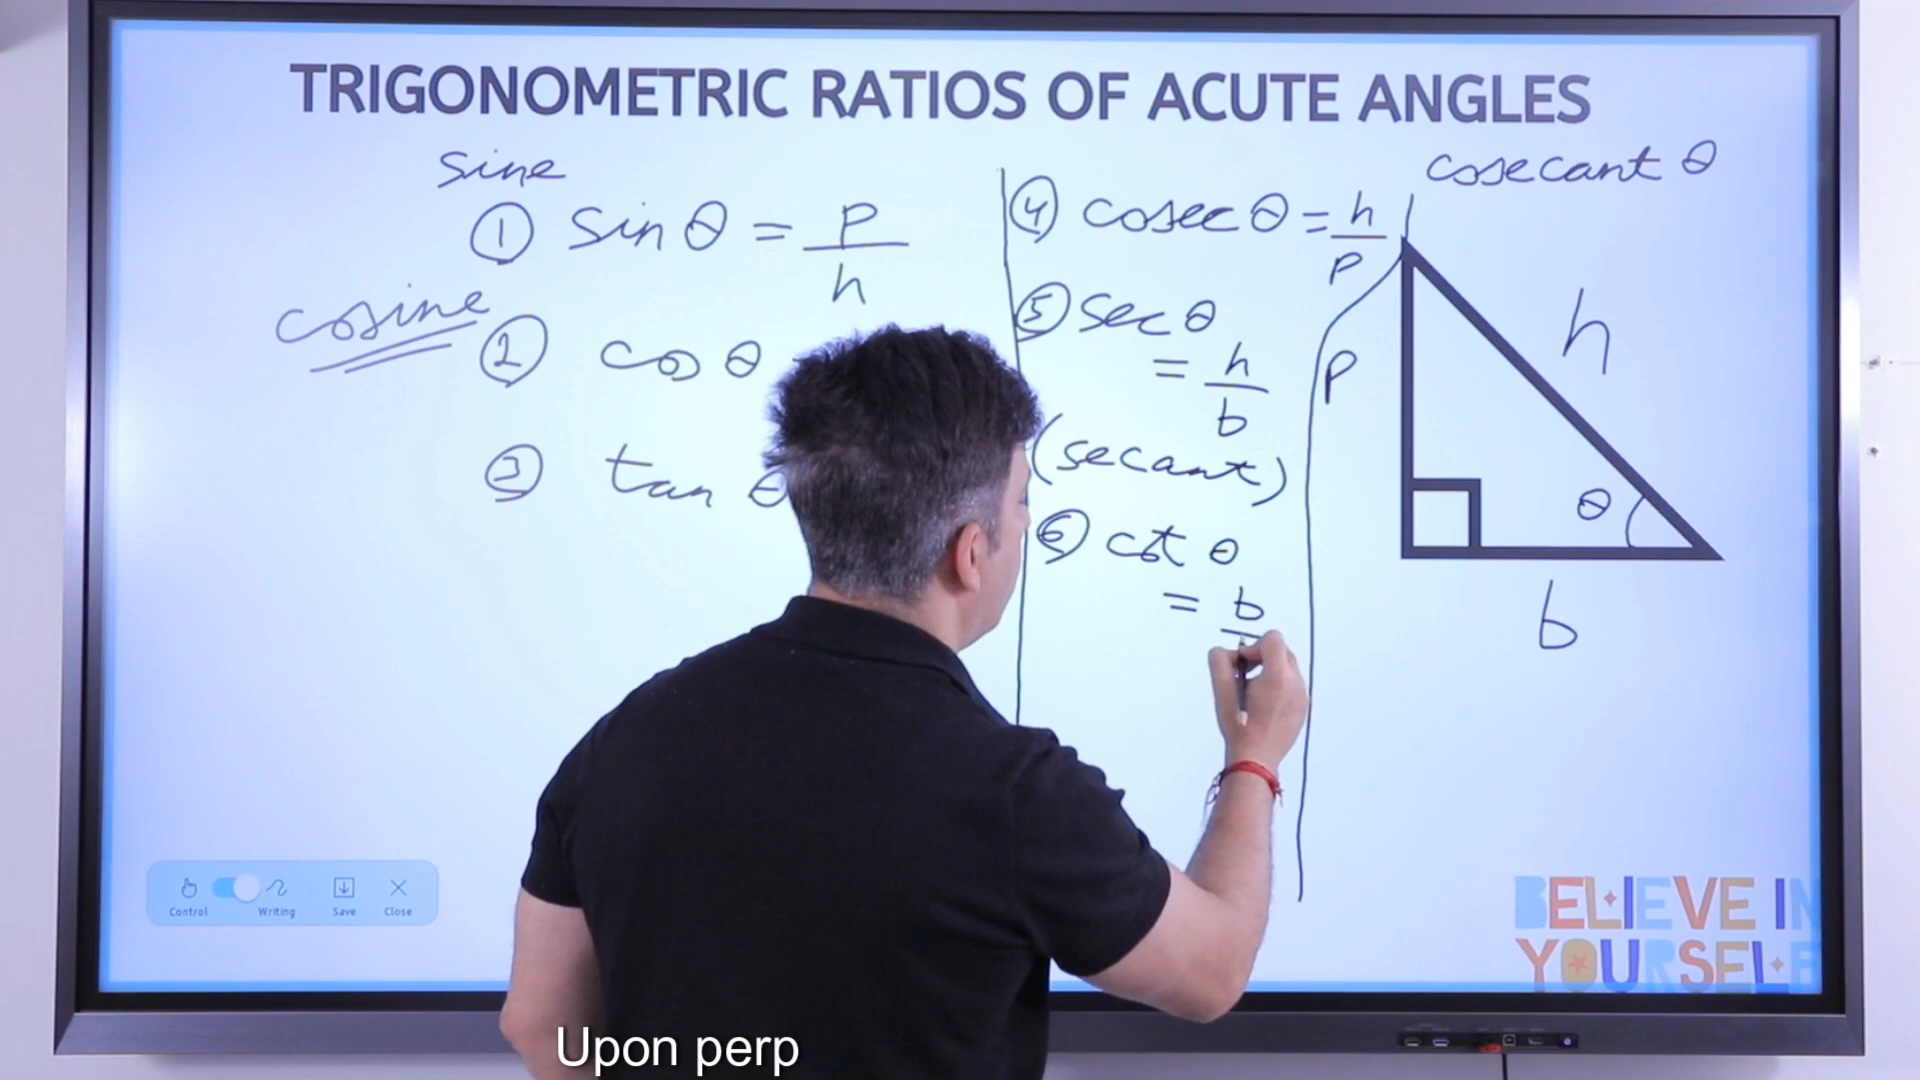 TRIGONOMETRIC RATIOS OF ACUTE ANGLES
sine
① sin θ = p/h
cosine
② cos θ
③ tan θ
④ cosec θ = h/p
⑤ sec θ
= h/b
(secant)
⑥ cot θ
= b
cosecant θ
p
h
θ
b
Control
Writing
Save
Close
BELIEVE IN
YOURSELF
Upon perp